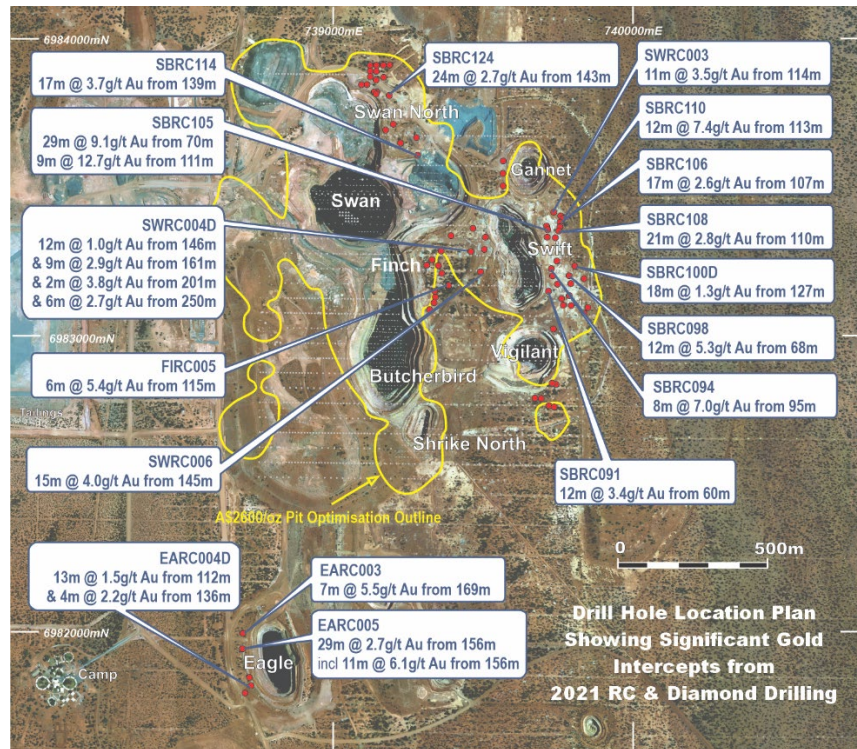 6984000mN
739000mE
740000mE
SBRC114
17m @ 3.7g/t Au from 139m
SBRC124
24m @ 2.7g/t Au from 143m
SWRC003
11m @ 3.5g/t Au from 114m
SBRC105
29m @ 9.1g/t Au from 70m
9m @ 12.7g/t Au from 111m
Swan North
SBRC110
12m @ 7.4g/t Au from 113m
Gannet
SBRC106
17m @ 2.6g/t Au from 107m
Swan
SWRC004D
12m @ 1.0g/t Au from 146m
& 9m @ 2.9g/t Au from 161m
& 2m @ 3.8g/t Au from 201m
& 6m @ 2.7g/t Au from 250m
SBRC108
21m @ 2.8g/t Au from 110m
Swift
Finch
SBRC100D
18m @ 1.3g/t Au from 127m
6983000mN
SBRC098
12m @ 5.3g/t Au from 68m
Vigilant
FIRC005
6m @ 5.4g/t Au from 115m
Butcherbird
SBRC094
8m @ 7.0g/t Au from 95m
Tailings
Shrike North
SWRC006
15m @ 4.0g/t Au from 145m
SBRC091
12m @ 3.4g/t Au from 60m
A$2600/oz Pit Optimisation Outline
0 500m
EARC004D
13m @ 1.5g/t Au from 112m
& 4m @ 2.2g/t Au from 136m
EARC003
7m @ 5.5g/t Au from 169m
6982000mN
EARC005
29m @ 2.7g/t Au from 156m
incl 11m @ 6.1g/t Au from 156m
Eagle
Camp
Drill Hole Location Plan
Showing Significant Gold
Intercepts from
2021 RC & Diamond Drilling